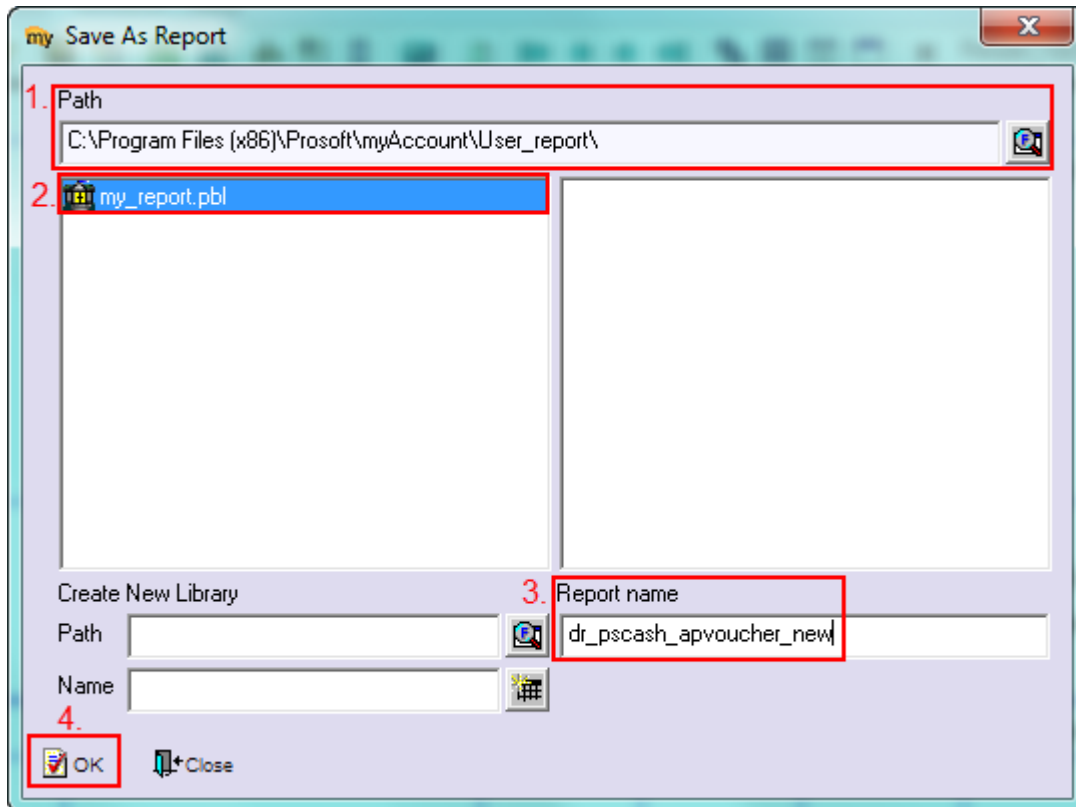 my Save As Report
1. Path
C:\Program Files (x86)\Prosoft\myAccount\User_report\
2. my_report.pbl
Create New Library
3. Report name
Path
dr_pscash_apvoucher_new
Name
4.
OK
Close